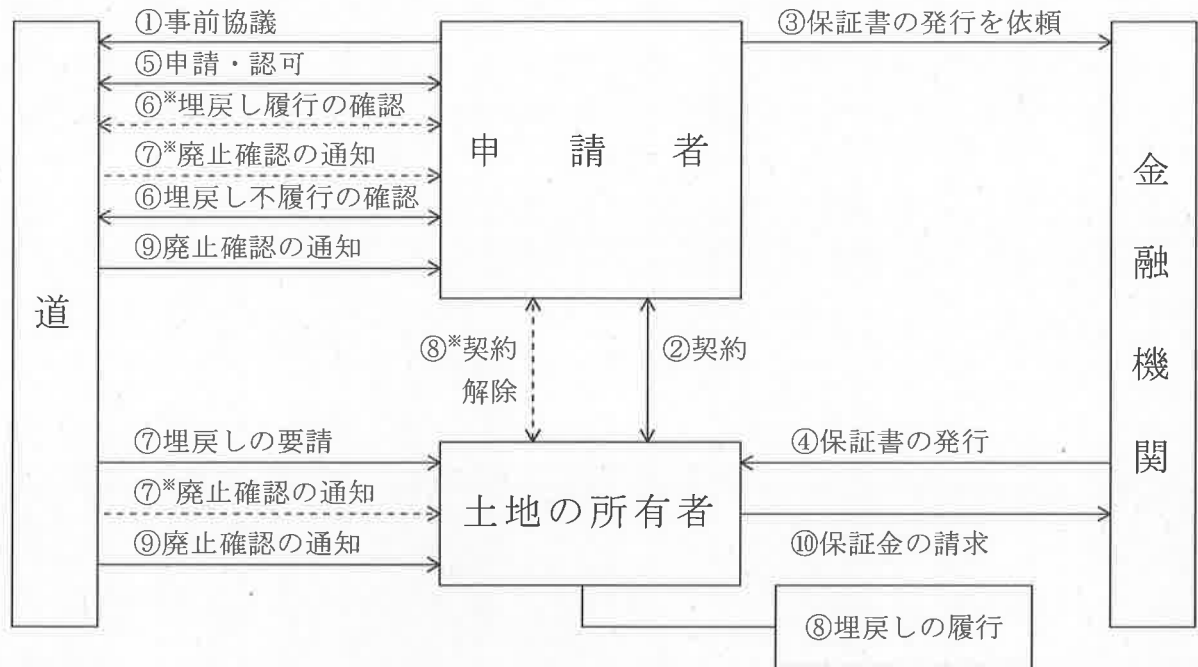 ①事前協議
③保証書の発行を依頼
⑤申請・認可
⑥※埋戻し履行の確認
⑦※廃止確認の通知
⑥埋戻し不履行の確認
⑨廃止確認の通知
申請者
道
金融機関
⑧※契約
解除
②契約
⑦埋戻しの要請
⑦※廃止確認の通知
⑨廃止確認の通知
土地の所有者
④保証書の発行
⑩保証金の請求
⑧埋戻しの履行